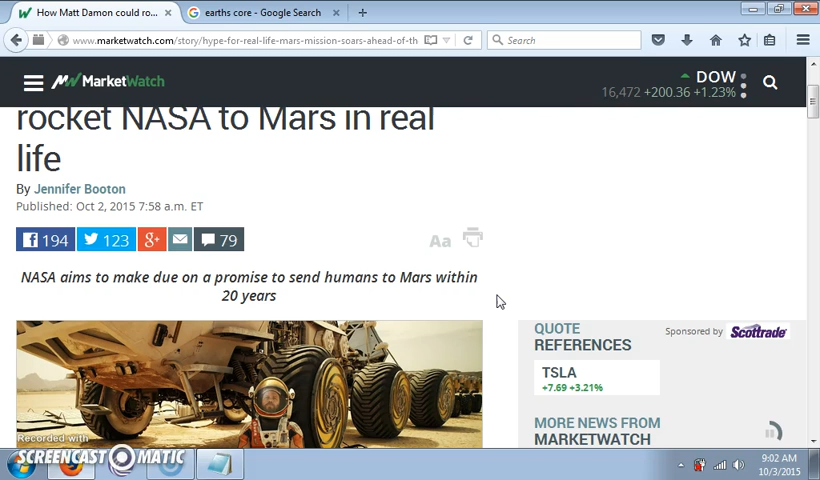 How Matt Damon could ro...
earths core - Google Search
www.marketwatch.com/story/hype-for-real-life-mars-mission-soars-ahead-of-th
Search
MarketWatch
DOW
16,472 +200.36 +1.23%
rocket NASA to Mars in real
life
By Jennifer Booton
Published: Oct 2, 2015 7:58 a.m. ET
194
123
79
Aa
NASA aims to make due on a promise to send humans to Mars within
20 years
QUOTE
REFERENCES
Sponsored by Scottrade
TSLA
+7.69 +3.21%
MORE NEWS FROM
MARKETWATCH
Recorded with
SCREENCAST MATIC
9:02 AM
10/3/2015